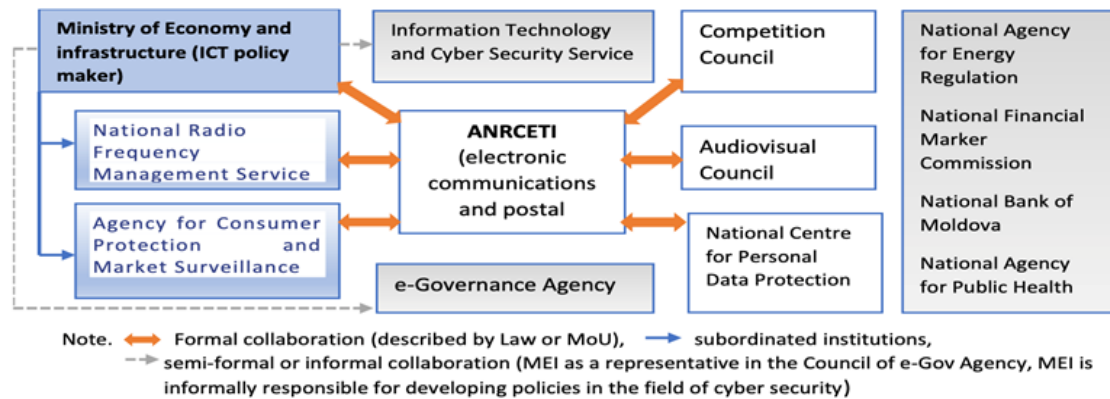 Ministry of Economy and
infrastructure (ICT policy
maker)
Information Technology
and Cyber Security Service
Competition
Council
National Agency
for Energy
Regulation
National Financial
Marker
Commission
National Bank of
Moldova
National Agency
for Public Health
National Radio
Frequency
Management Service
ANRCETI
(electronic
communications
and postal
Audiovisual
Council
Agency for Consumer
Protection and
Market Surveillance
National Centre
for Personal
Data Protection
e-Governance Agency
Note. Formal collaboration (described by Law or MoU), subordinated institutions,
semi-formal or informal collaboration (MEI as a representative in the Council of e-Gov Agency, MEI is
informally responsible for developing policies in the field of cyber security)